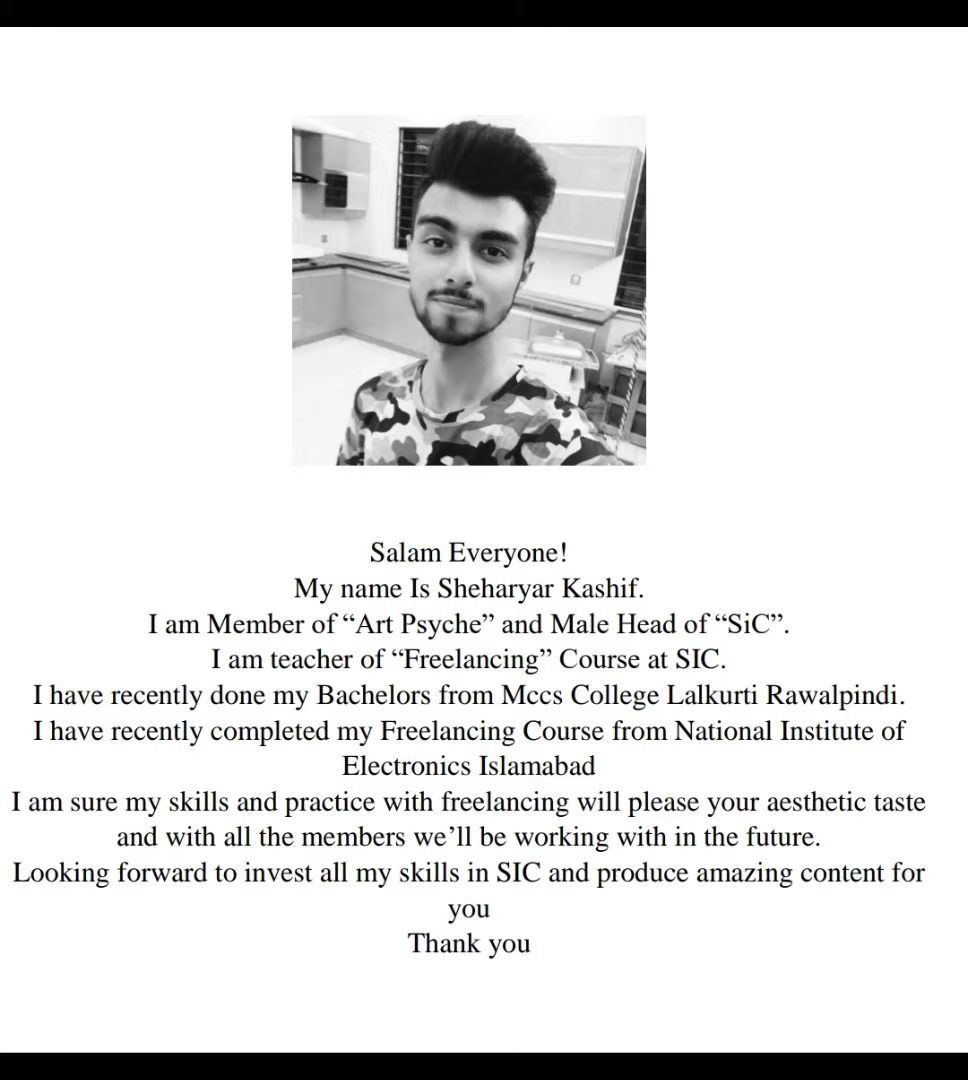 Salam Everyone!
My name Is Sheharyar Kashif.
I am Member of “Art Psyche” and Male Head of “SiC”.
I am teacher of “Freelancing” Course at SIC.
I have recently done my Bachelors from Mccs College Lalkurti Rawalpindi.
I have recently completed my Freelancing Course from National Institute of
Electronics Islamabad
I am sure my skills and practice with freelancing will please your aesthetic taste
and with all the members we’ll be working with in the future.
Looking forward to invest all my skills in SIC and produce amazing content for
you
Thank you